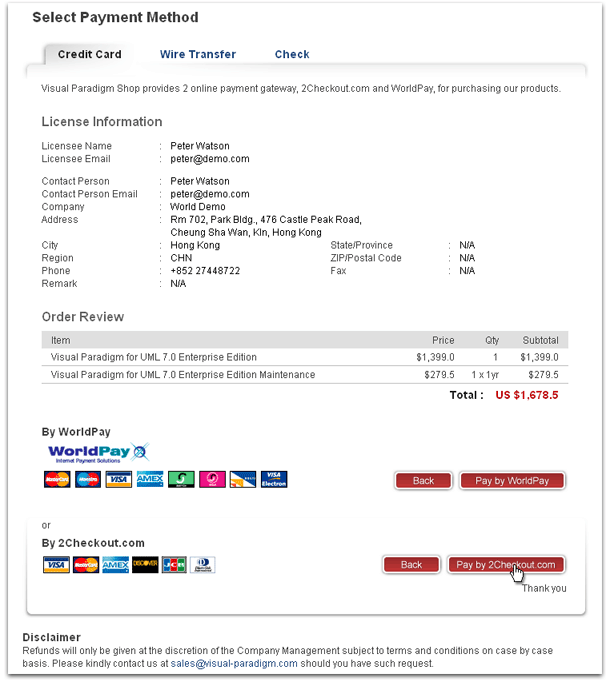 Select Payment Method
Credit Card Wire Transfer Check
Visual Paradigm Shop provides 2 online payment gateway, 2Checkout.com and WorldPay, for purchasing our products.
License Information
Licensee Name : Peter Watson
Licensee Email : peter@demo.com
Contact Person : Peter Watson
Contact Person Email : peter@demo.com
Company : World Demo
Address : Rm 702, Park Bldg., 476 Castle Peak Road,
Cheung Sha Wan, Kln, Hong Kong
City : Hong Kong State/Province : N/A
Region : CHN ZIP/Postal Code : N/A
Phone : +852 27448722 Fax : N/A
Remark : N/A
Order Review
Item Price Qty Subtotal
Visual Paradigm for UML 7.0 Enterprise Edition $1,399.0 1 $1,399.0
Visual Paradigm for UML 7.0 Enterprise Edition Maintenance $279.5 1 x 1yr $279.5
Total : US $1,678.5
By WorldPay
WorldPay
Internet Payment Solutions
MasterCard Maestro VISA AMEX VISA Electron Back Pay by WorldPay
or
By 2Checkout.com
VISA MasterCard AMEX DISCOVER JCB Back Pay by 2Checkout.com
Thank you
Disclaimer
Refunds will only be given at the discretion of the Company Management subject to terms and conditions on case by case
basis. Please kindly contact us at sales@visual-paradigm.com should you have such request.